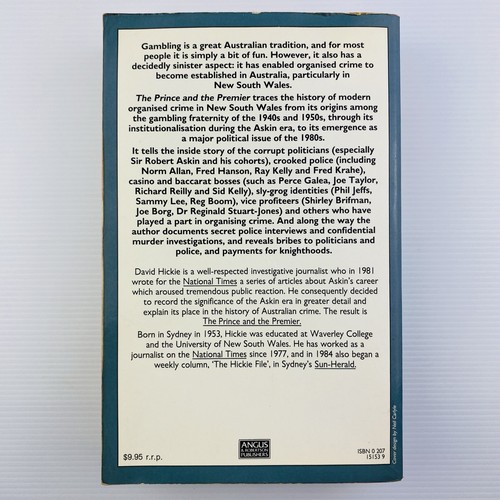 Gambling is a great Australian tradition, and for most
people it is simply a bit of fun. However, it also has a
decidedly sinister aspect: it has enabled organised crime to
become established in Australia, particularly in
New South Wales.
The Prince and the Premier traces the history of modern
organised crime in New South Wales from its origins among
the gambling fraternity of the 1940s and 1950s, through its
institutionalisation during the Askin era, to its emergence as
a major political issue of the 1980s.
It tells the inside story of the corrupt politicians (especially
Sir Robert Askin and his cohorts), crooked police (including
Norm Allan, Fred Hanson, Ray Kelly and Fred Krahe),
casino and baccarat bosses (such as Perce Galea, Joe Taylor,
Richard Reilly and Sid Kelly), sly-grog identities (Phil Jeffs,
Sammy Lee, Reg Boom), vice profiteers (Shirley Brifman,
Joe Borg, Dr Reginald Stuart-Jones) and others who have
played a part in organising crime. And along the way the
author documents secret police interviews and confidential
murder investigations, and reveals bribes to politicians and
police, and payments for knighthoods.
David Hickie is a well-respected investigative journalist who in 1981
wrote for the National Times a series of articles about Askin's career
which aroused tremendous public reaction. He consequently decided
to record the significance of the Askin era in greater detail and
explain its place in the history of Australian crime. The result is
The Prince and the Premier.
Born in Sydney in 1953, Hickie was educated at Waverley College
and the University of New South Wales. He has worked as a
journalist on the National Times since 1977, and in 1984 also began a
weekly column, 'The Hickie File', in Sydney's Sun-Herald.
$9.95 r.r.p.
ANGUS
& ROBERTSON
PUBLISHERS
ISBN 0 207
15153 9
Cover design by Neil Carlyle